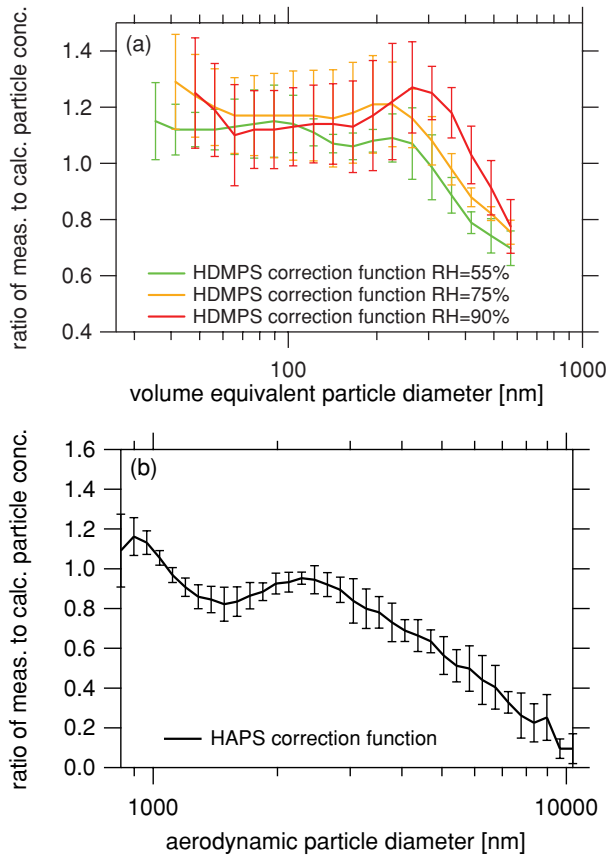 (a)
ratio of meas. to calc. particle conc.
1.4
1.2
1.0
0.8
0.6
0.4
HDMPS correction function RH=55%
HDMPS correction function RH=75%
HDMPS correction function RH=90%
100
1000
volume equivalent particle diameter [nm]
(b)
ratio of meas. to calc. particle conc.
1.6
1.4
1.2
1.0
0.8
0.6
0.4
0.2
0.0
HAPS correction function
1000
10000
aerodynamic particle diameter [nm]